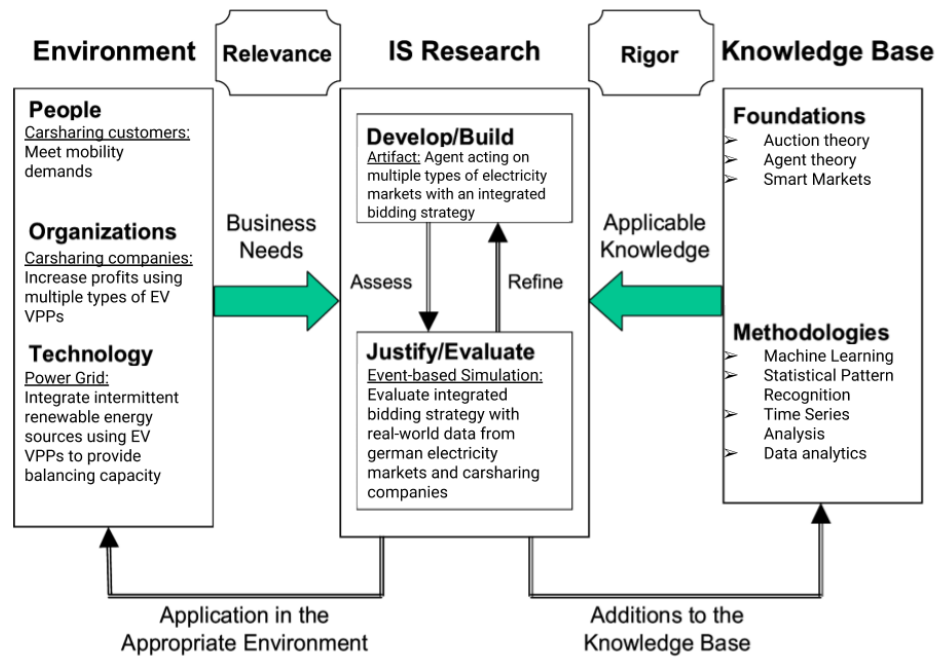 Environment
Relevance
IS Research
Rigor
Knowledge Base
People
Carsharing customers:
Meet mobility
demands
Organizations
Carsharing companies:
Increase profits using
multiple types of EV
VPPs
Technology
Power Grid:
Integrate intermittent
renewable energy
sources using EV
VPPs to provide
balancing capacity
Business
Needs
Develop/Build
Artifact: Agent acting on
multiple types of electricity
markets with an integrated
bidding strategy
Assess
Refine
Justify/Evaluate
Event-based Simulation:
Evaluate integrated
bidding strategy with
real-world data from
german electricity
markets and carsharing
companies
Applicable
Knowledge
Foundations
Auction theory
Agent theory
Smart Markets
Methodologies
Machine Learning
Statistical Pattern
Recognition
Time Series
Analysis
Data analytics
Application in the
Appropriate Environment
Additions to the
Knowledge Base